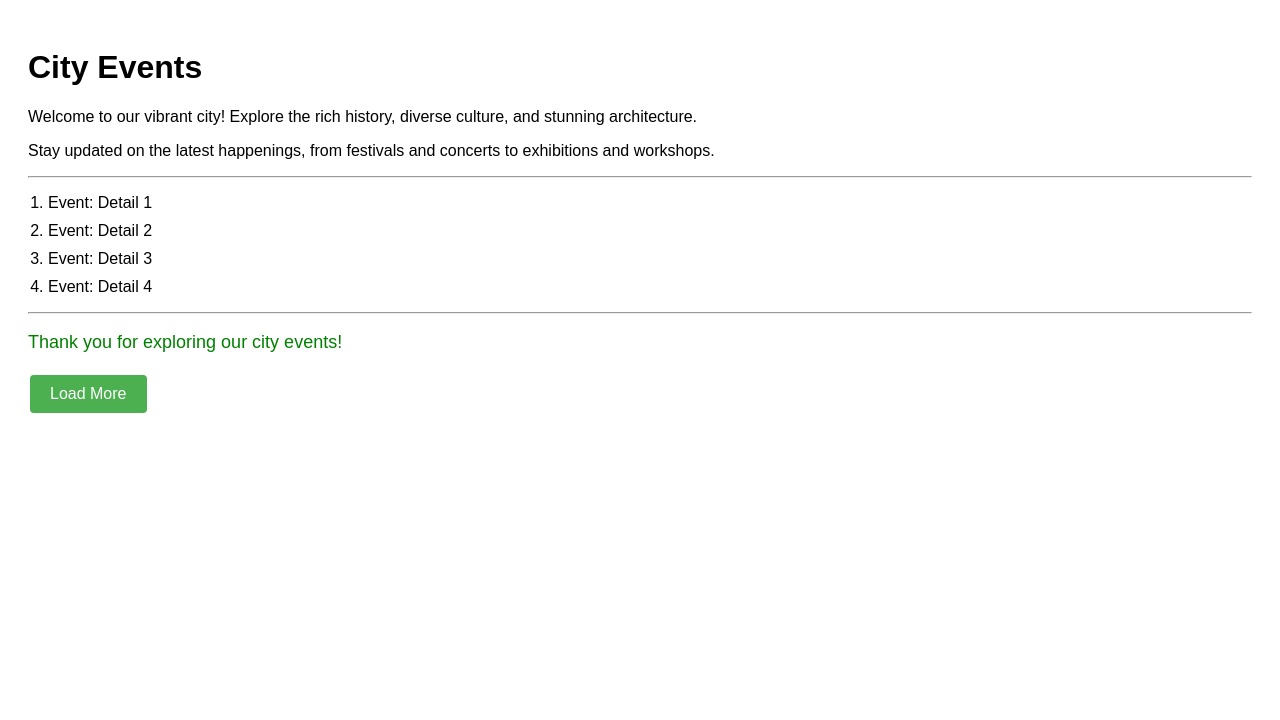 City Events
Welcome to our vibrant city! Explore the rich history, diverse culture, and stunning architecture.
Stay updated on the latest happenings, from festivals and concerts to exhibitions and workshops.
1. Event: Detail 1
2. Event: Detail 2
3. Event: Detail 3
4. Event: Detail 4
Thank you for exploring our city events!
Load More